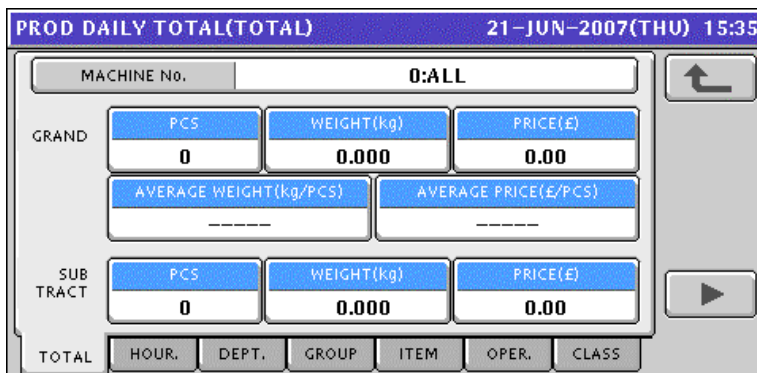 PROD DAILY TOTAL(TOTAL) 21-JUN-2007(THU) 15:35
MACHINE No. 0:ALL
GRAND
PCS WEIGHT(kg) PRICE(£)
0 0.000 0.00
AVERAGE WEIGHT(kg/PCS) AVERAGE PRICE(£/PCS)
----- -----
SUB
TRACT
PCS WEIGHT(kg) PRICE(£)
0 0.000 0.00
TOTAL HOUR. DEPT. GROUP ITEM OPER. CLASS